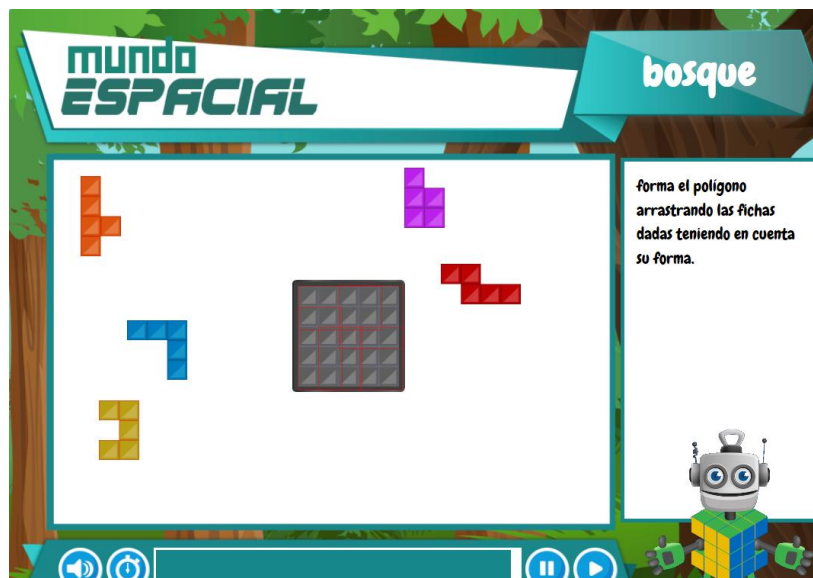 mundo
ESPACIAL
bosque
forma el polígono
arrastrando las fichas
dadas teniendo en cuenta
su forma.